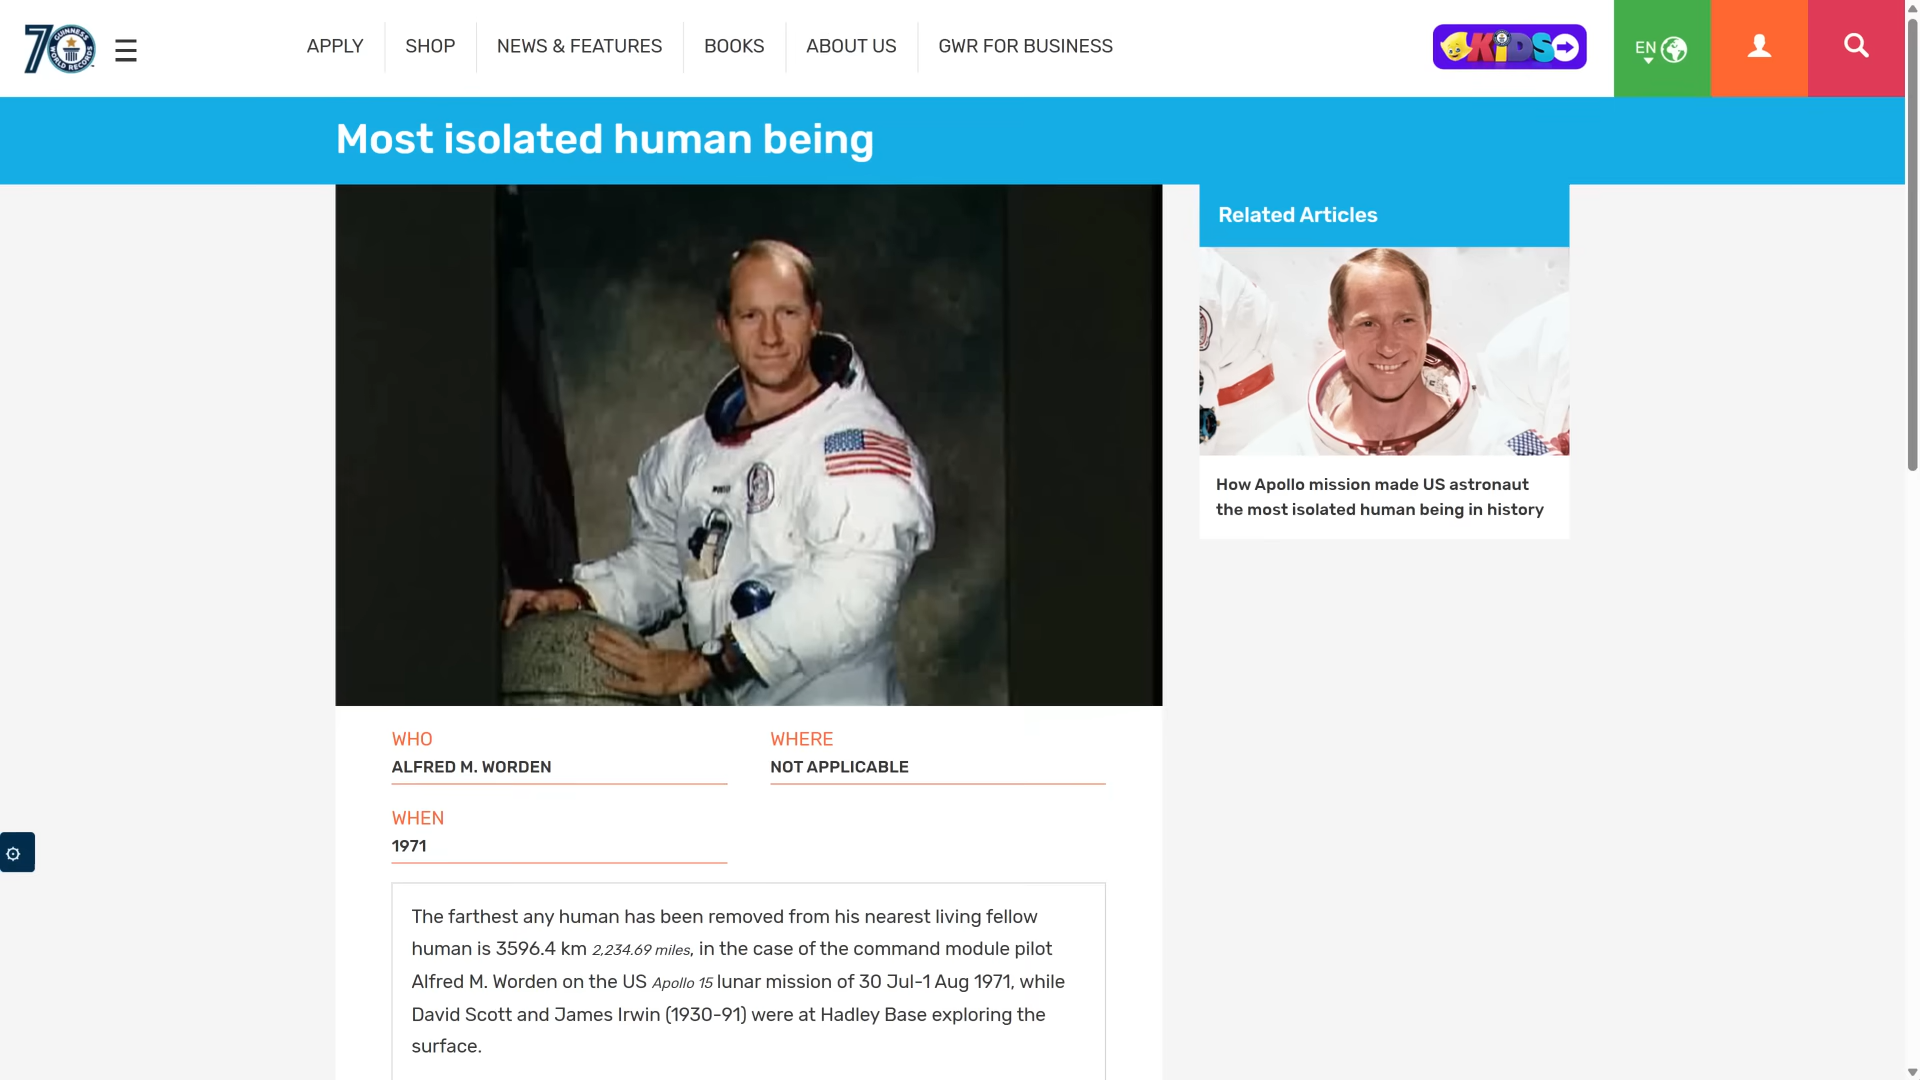 70 GUINNESS WORLD RECORDS
APPLY
SHOP
NEWS & FEATURES
BOOKS
ABOUT US
GWR FOR BUSINESS
KiDS
EN
Most isolated human being
Related Articles
How Apollo mission made US astronaut
the most isolated human being in history
WHO
ALFRED M. WORDEN
WHERE
NOT APPLICABLE
WHEN
1971
The farthest any human has been removed from his nearest living fellow
human is 3596.4 km 2,234.69 miles, in the case of the command module pilot
Alfred M. Worden on the US Apollo 15 lunar mission of 30 Jul-1 Aug 1971, while
David Scott and James Irwin (1930-91) were at Hadley Base exploring the
surface.